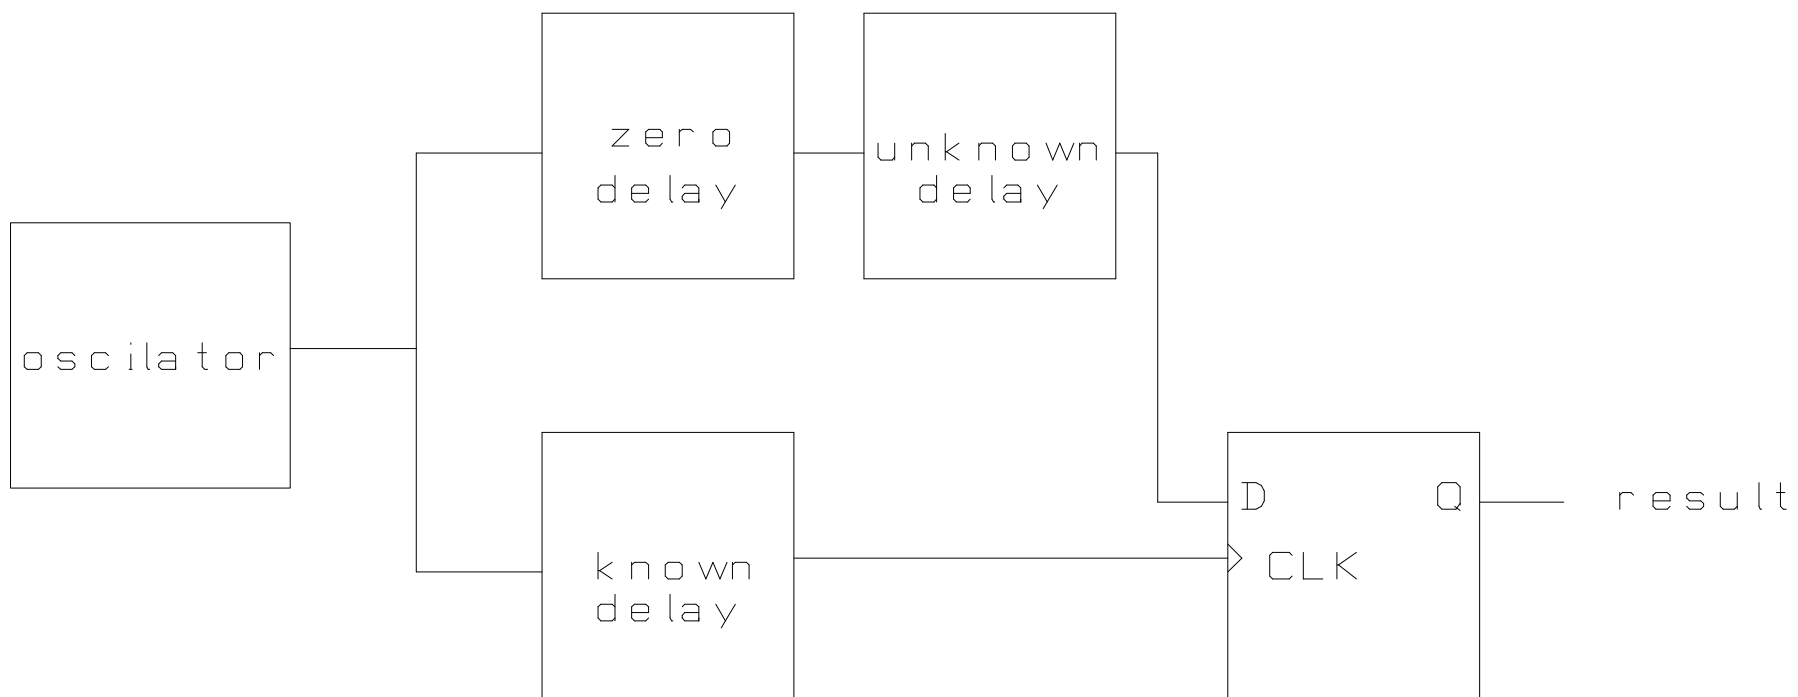 zero
delay
unknown
delay
oscilator
D
Q
result
CLK
known
delay